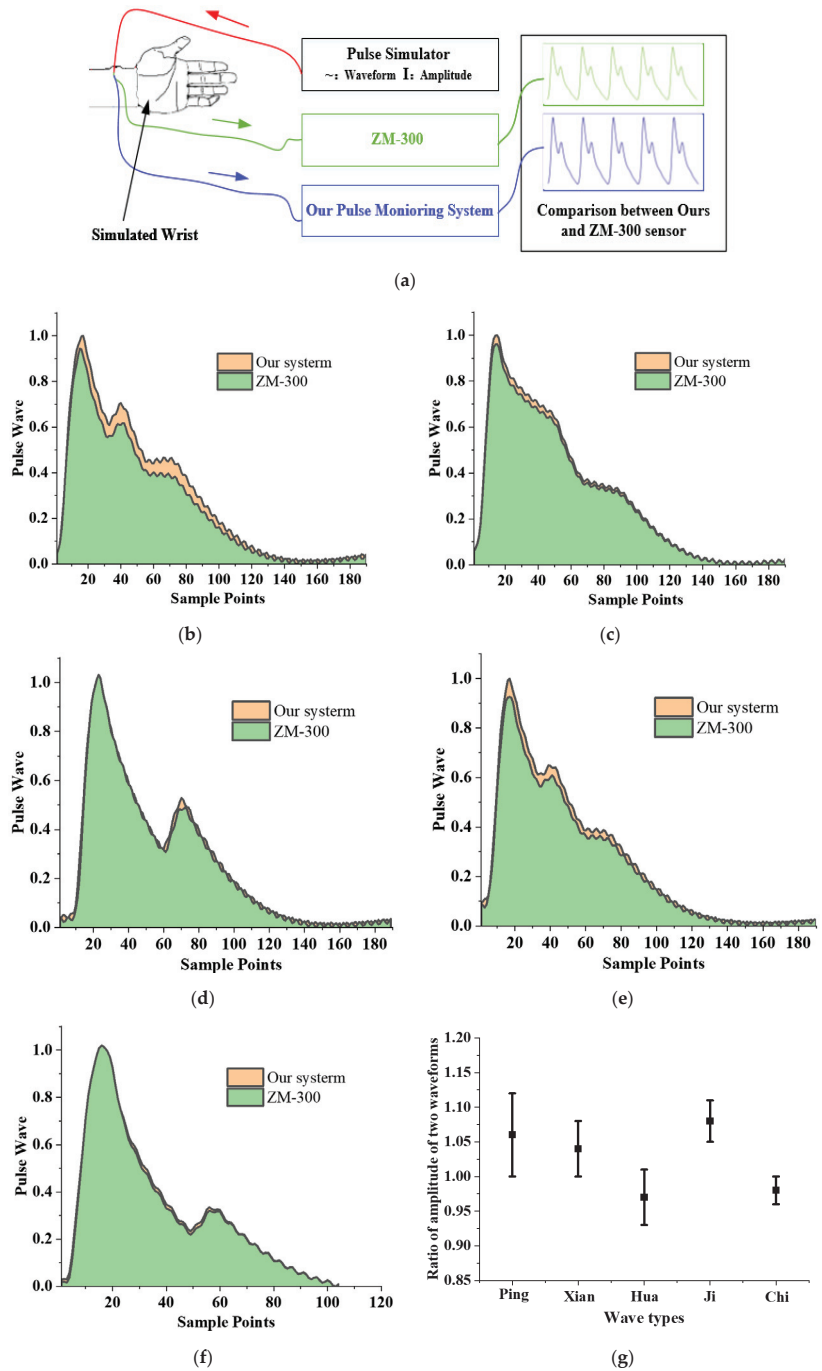 Pulse Simulator
~: Waveform I: Amplitude
ZM-300
Our Pulse Monioring System
Simulated Wrist
Comparison between Ours
and ZM-300 sensor
(a)
Pulse Wave
1.0
0.8
0.6
0.4
0.2
0.0
Our systerm
ZM-300
20 40 60 80 100 120 140 160 180
Sample Points
(b)
Pulse Wave
1.0
0.8
0.6
0.4
0.2
0.0
Our systerm
ZM-300
20 40 60 80 100 120 140 160 180
Sample Points
(c)
Pulse Wave
1.0
0.8
0.6
0.4
0.2
0.0
Our systerm
ZM-300
20 40 60 80 100 120 140 160 180
Sample Points
(d)
Pulse Wave
1.0
0.8
0.6
0.4
0.2
0.0
Our systerm
ZM-300
20 40 60 80 100 120 140 160 180
Sample Points
(e)
Pulse Wave
1.0
0.8
0.6
0.4
0.2
0.0
Our systerm
ZM-300
20 40 60 80 100 120
Sample Points
(f)
Ratio of amplitude of two waveforms
1.20
1.15
1.10
1.05
1.00
0.95
0.90
0.85
Ping Xian Hua Ji Chi
Wave types
(g)